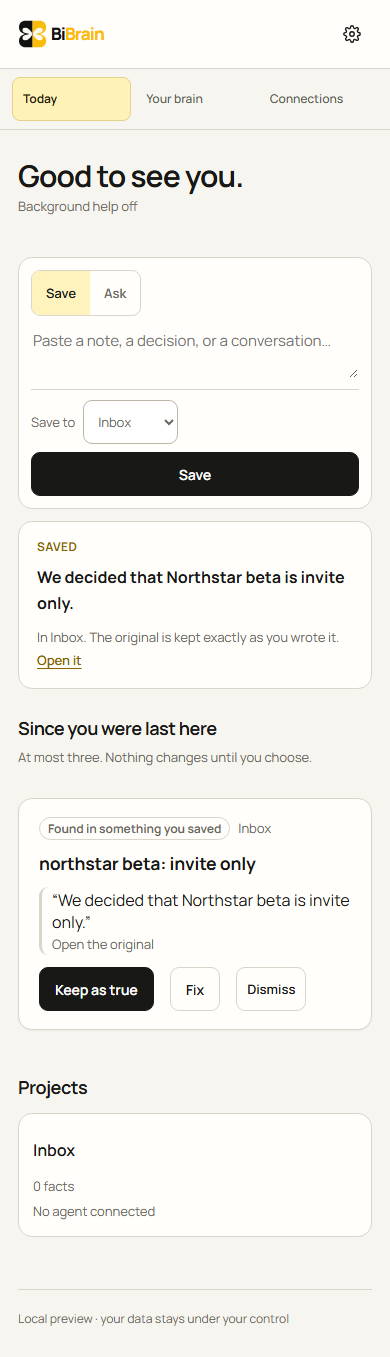 BiBrain
Today
Your brain
Connections
Good to see you.
Background help off
Save
Ask
Paste a note, a decision, or a conversation...
Save to
Inbox
Save
SAVED
We decided that Northstar beta is invite
only.
In Inbox. The original is kept exactly as you wrote it.
Open it
Since you were last here
At most three. Nothing changes until you choose.
Found in something you saved
Inbox
northstar beta: invite only
“We decided that Northstar beta is invite
only.”
Open the original
Keep as true
Fix
Dismiss
Projects
Inbox
0 facts
No agent connected
Local preview · your data stays under your control